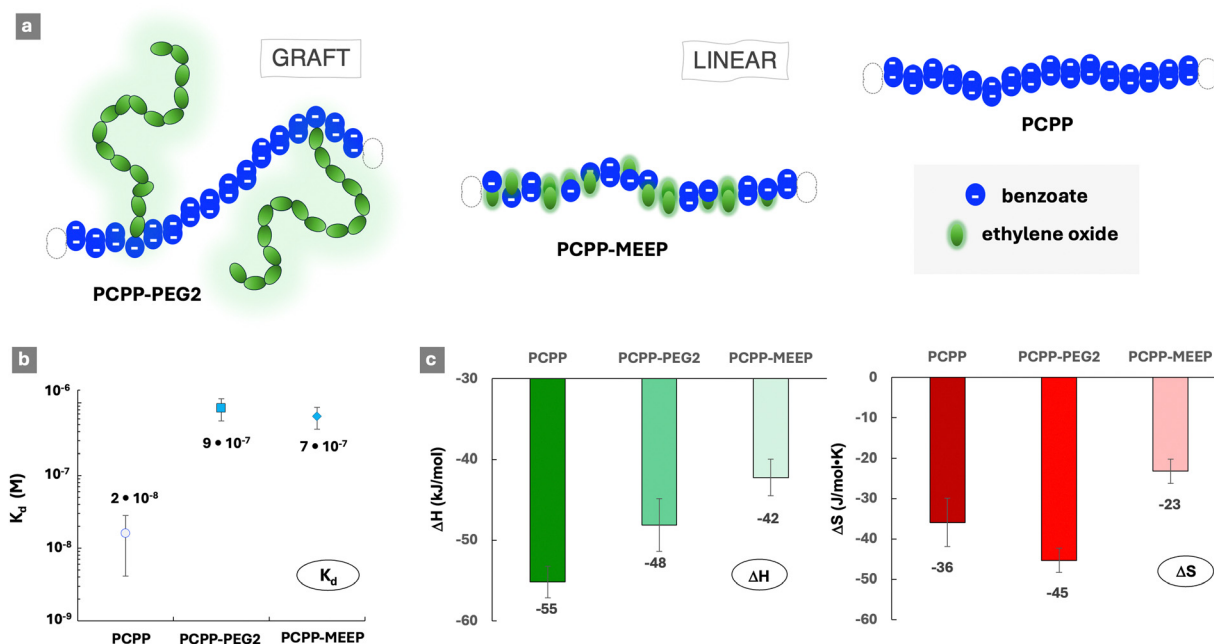 a
GRAFT
LINEAR
PCPP
PCPP-PEG2
PCPP-MEEP
benzoate
ethylene oxide
b
10⁻⁶
10⁻⁷
10⁻⁸
10⁻⁹
K_d (M)
2 • 10⁻⁸
9 • 10⁻⁷
7 • 10⁻⁷
K_d
PCPP PCPP-PEG2 PCPP-MEEP
c
PCPP PCPP-PEG2 PCPP-MEEP
-30
-40
-50
-60
ΔH (kJ/mol)
-55
-48
-42
ΔH
PCPP PCPP-PEG2 PCPP-MEEP
0
-10
-20
-30
-40
-50
-60
ΔS (J/mol•K)
-36
-45
-23
ΔS